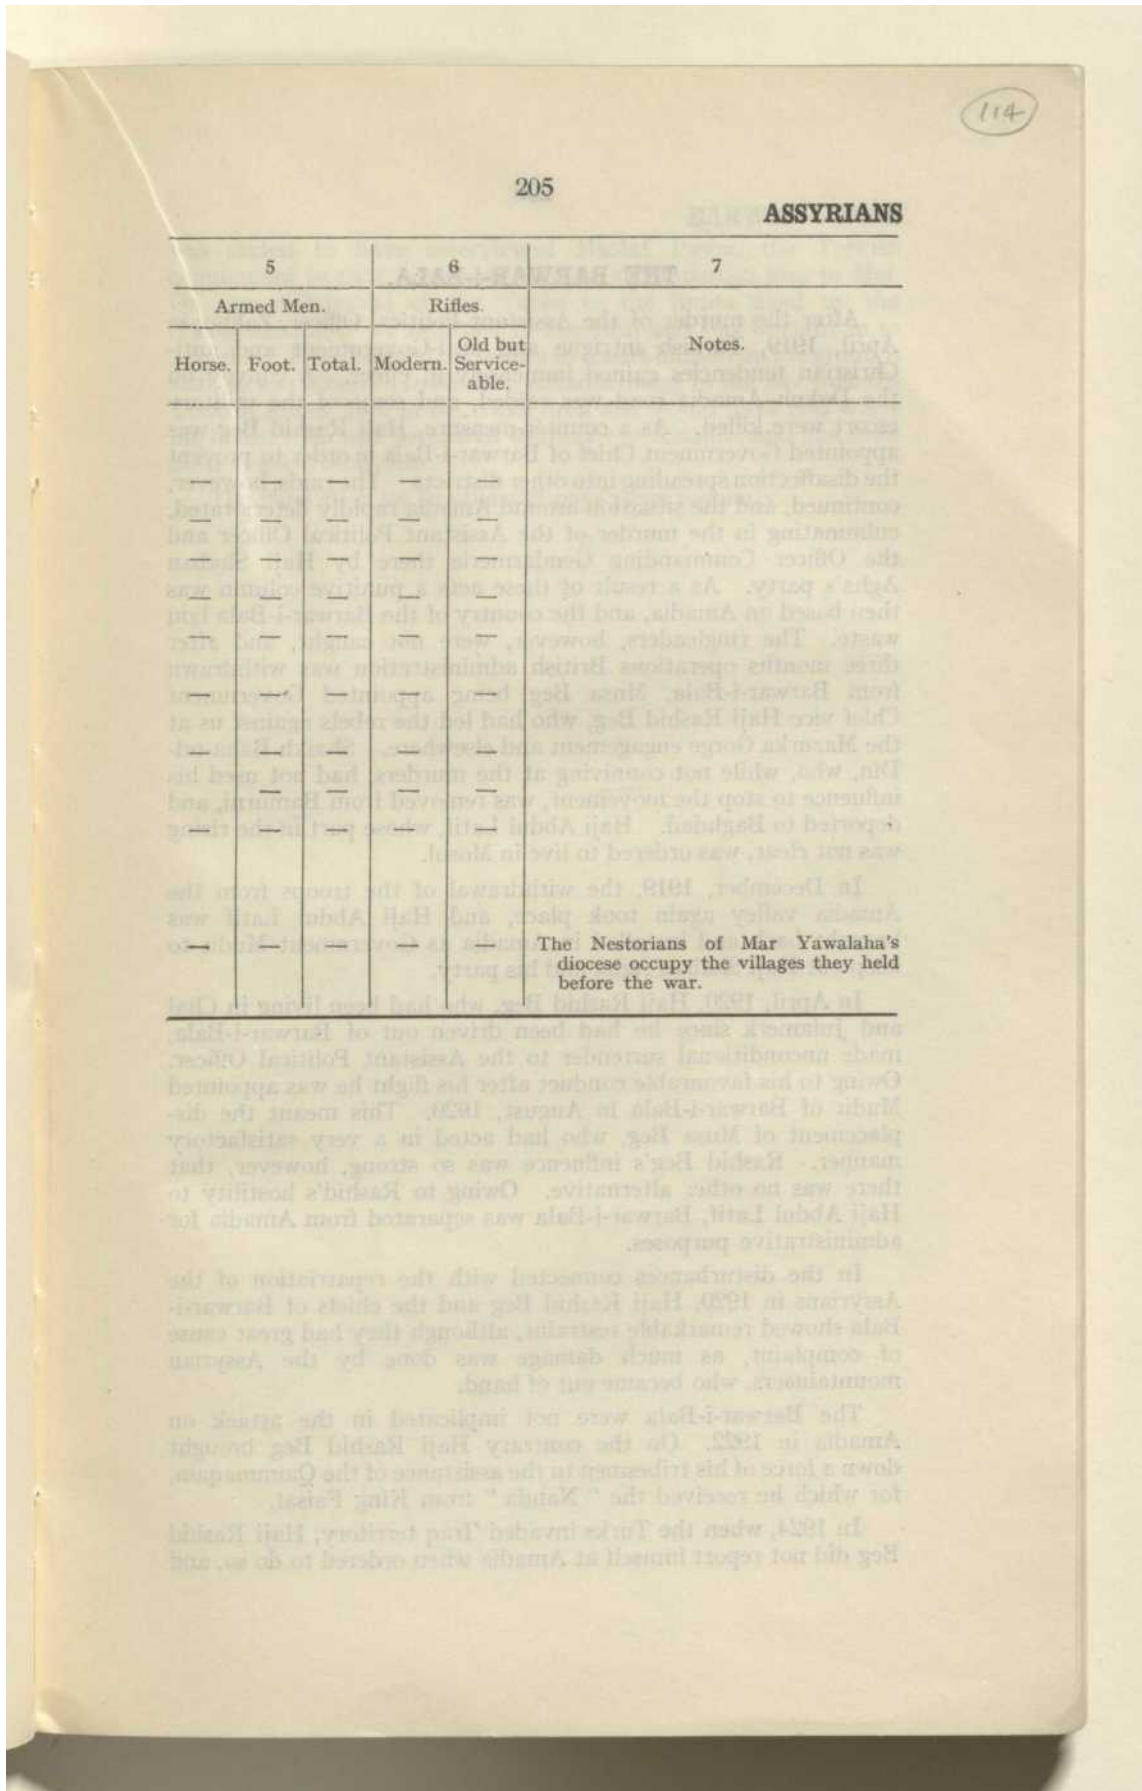 114
205
ASSYRIANS
5 6 7
Armed Men. Rifles. Notes.
Horse. Foot. Total. Modern. Old but
Service-
able.
— — — — —
— — — — —
— — — — —
— — — — —
— — — — —
— — — — —
— — — — —
— — — — —
— — — — —
— — — — — The Nestorians of Mar Yawalaha's
diocese occupy the villages they held
before the war.